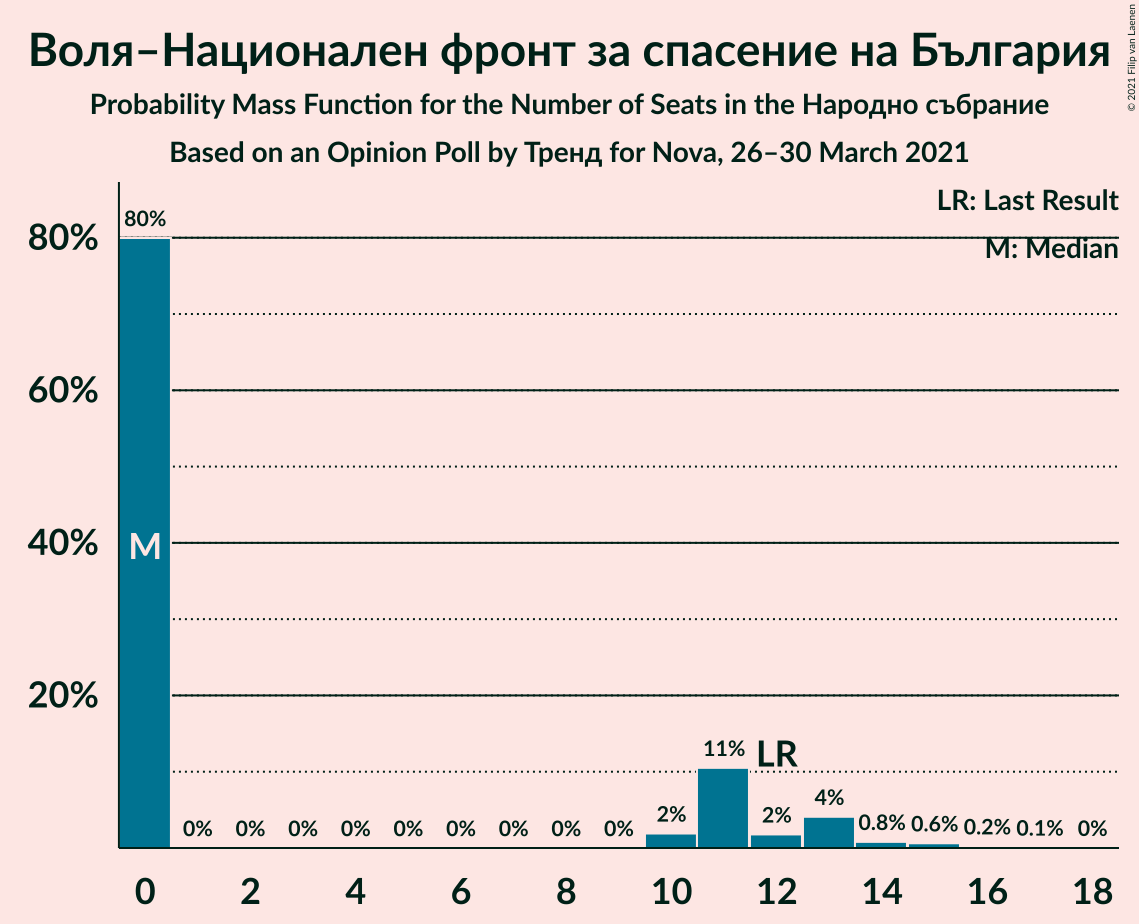 Воля–Национален фронт за спасение на България
Probability Mass Function for the Number of Seats in the Народно събрание
Based on an Opinion Poll by Тренд for Nova, 26–30 March 2021
© 2021 Filip van Laenen
LR: Last Result
M: Median
80%
60%
40%
20%
80%
M
0% 0% 0% 0% 0% 0% 0% 0% 0% 2% 11% 2% 4% 0.8% 0.6% 0.2% 0.1% 0%
LR
0 2 4 6 8 10 12 14 16 18